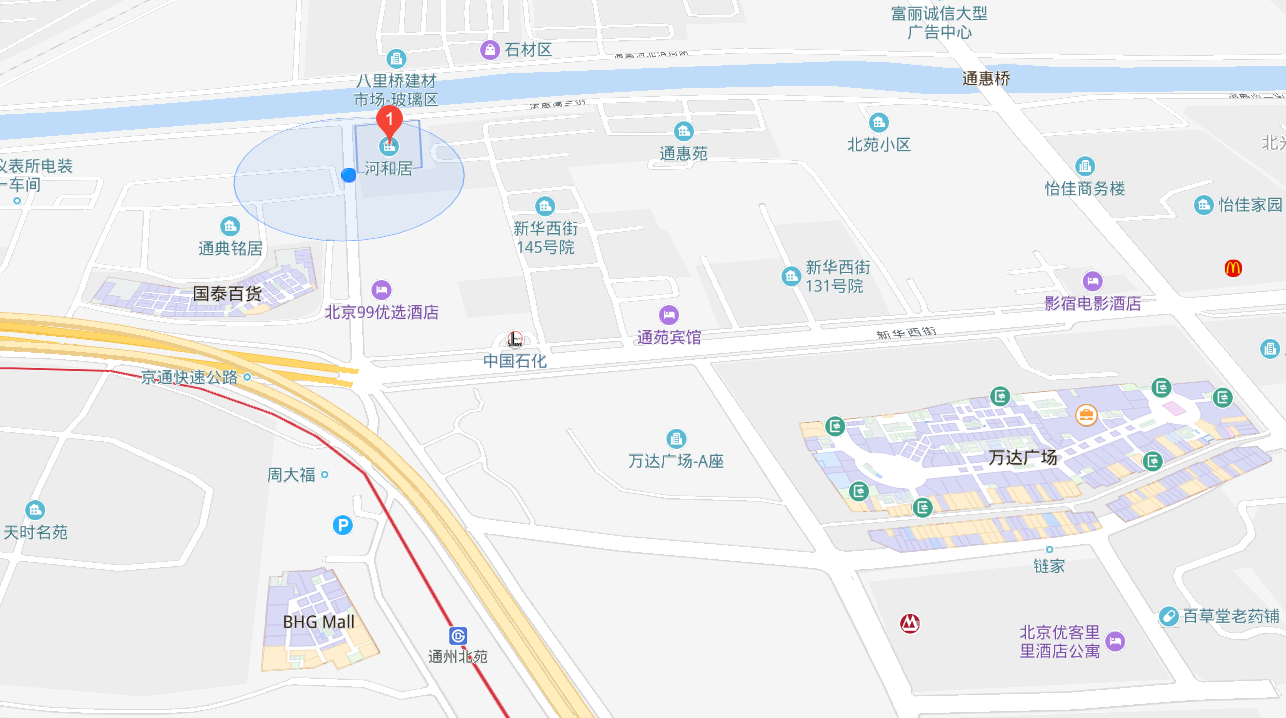 富丽诚信大型
广告中心
石材区
八里桥建材
市场-玻璃区
通惠桥
1
河和居
通惠苑
北苑小区
仪表所电装
一车间
怡佳商务楼
怡佳家园
通典铭居
新华西街
145号院
新华西街
131号院
国泰百货
北京99优选酒店
影宿电影酒店
通苑宾馆
新华西街
中国石化
京通快速公路
万达广场-A座
万达广场
周大福
P
天时名苑
链家
BHG Mall
百草堂老药铺
北京优客里
里酒店公寓
通州北苑